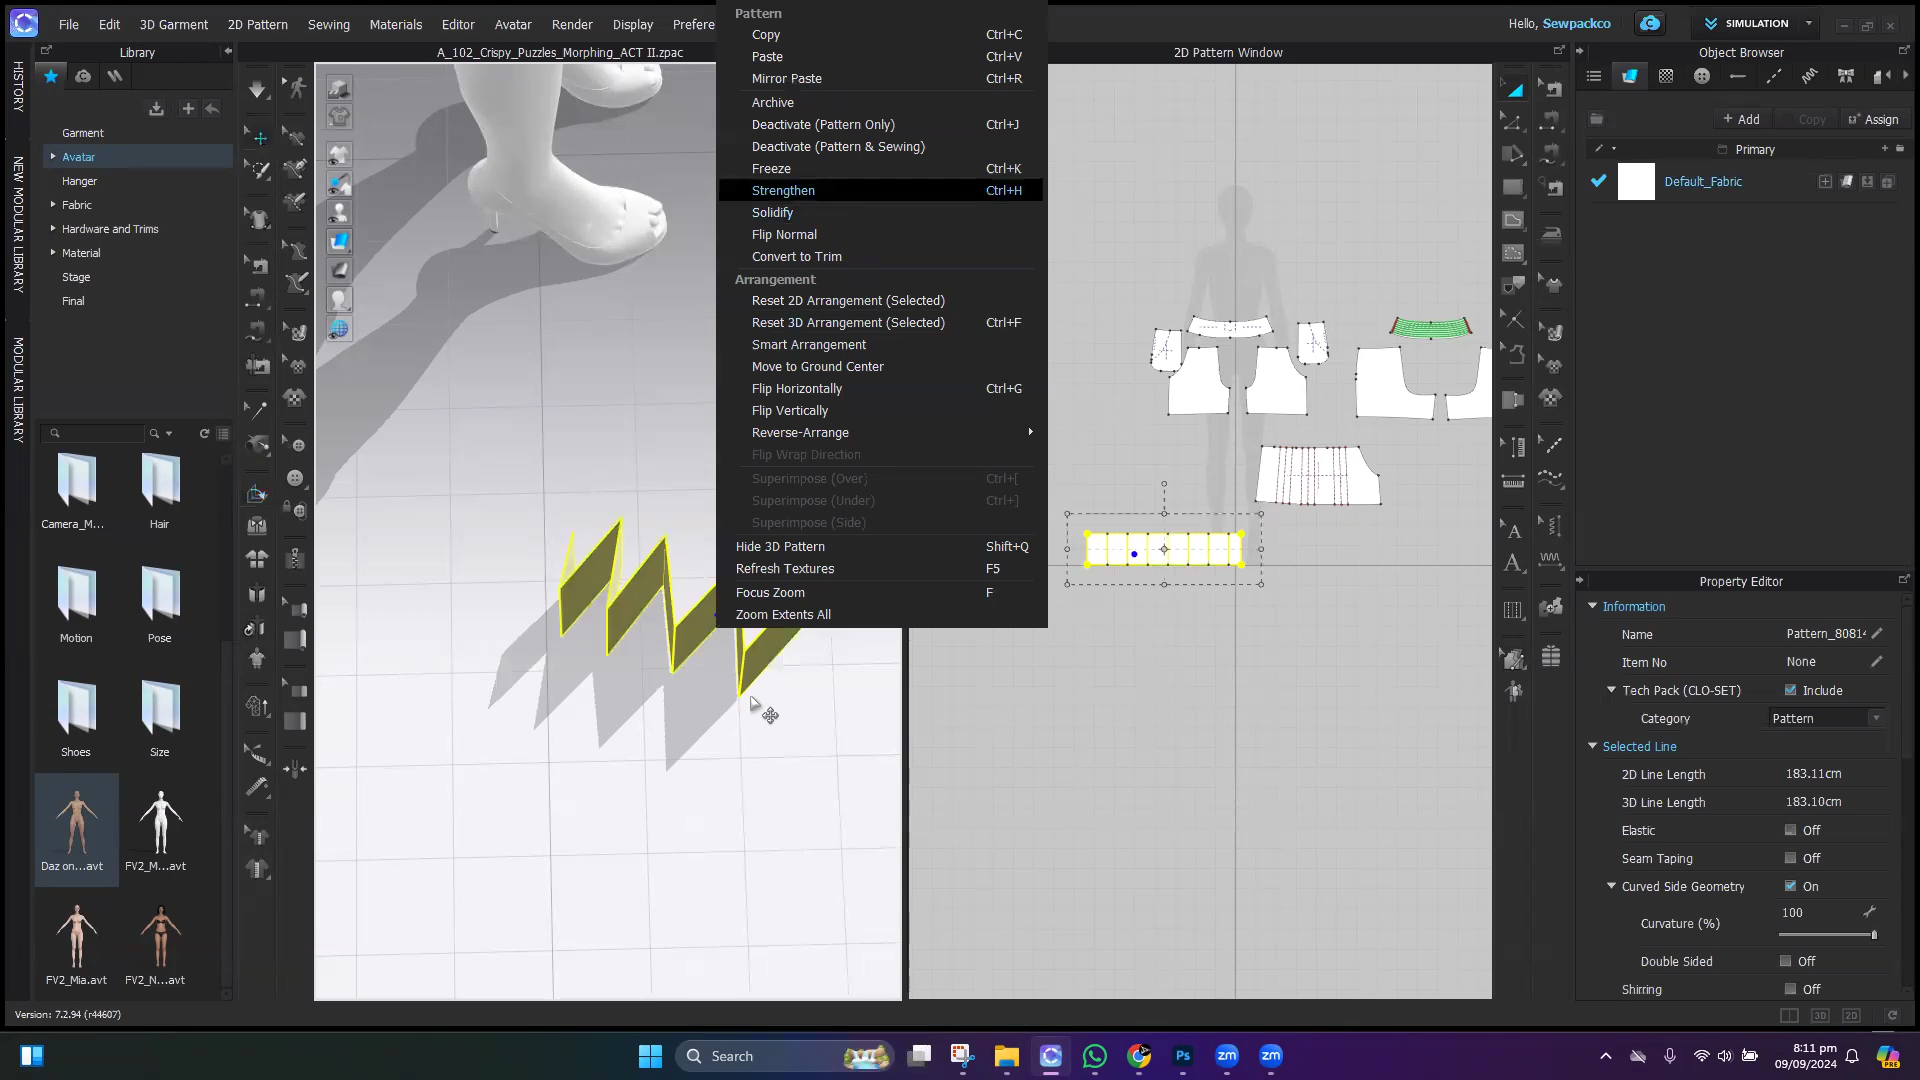 File
Edit
3D Garment
2D Pattern
Sewing
Materials
Editor
Avatar
Render
Display
Prefere
Hello, Sewpackco
SIMULATION
Library
A_102_Crispy_Puzzles_Morphing_ACT II.zpac
2D Pattern Window
Object Browser
HISTORY
NEW MODULAR LIBRARY
MODULAR LIBRARY
Garment
Avatar
Hanger
Fabric
Hardware and Trims
Material
Stage
Final
Camera_M...
Hair
Motion
Pose
Shoes
Size
Daz on....avt
FV2_M....avt
FV2_Mia.avt
FV2_N....avt
Pattern
Copy Ctrl+C
Paste Ctrl+V
Mirror Paste Ctrl+R
Archive
Deactivate (Pattern Only) Ctrl+J
Deactivate (Pattern & Sewing)
Freeze Ctrl+K
Strengthen Ctrl+H
Solidify
Flip Normal
Convert to Trim
Arrangement
Reset 2D Arrangement (Selected)
Reset 3D Arrangement (Selected) Ctrl+F
Smart Arrangement
Move to Ground Center
Flip Horizontally Ctrl+G
Flip Vertically
Reverse-Arrange
Flip Wrap Direction
Superimpose (Over) Ctrl+[
Superimpose (Under) Ctrl+]
Superimpose (Side)
Hide 3D Pattern Shift+Q
Refresh Textures F5
Focus Zoom F
Zoom Extents All
Add
Copy
Assign
Primary
Default_Fabric
Property Editor
Information
Name Pattern_80814
Item No None
Tech Pack (CLO-SET) Include
Category Pattern
Selected Line
2D Line Length 183.11cm
3D Line Length 183.10cm
Elastic Off
Seam Taping Off
Curved Side Geometry On
Curvature (%) 100
Double Sided Off
Shirring Off
Version: 7.2.94 (r44607)
3D
2D
Search
Ps
zm
zm
PRE
8:11 pm
09/09/2024